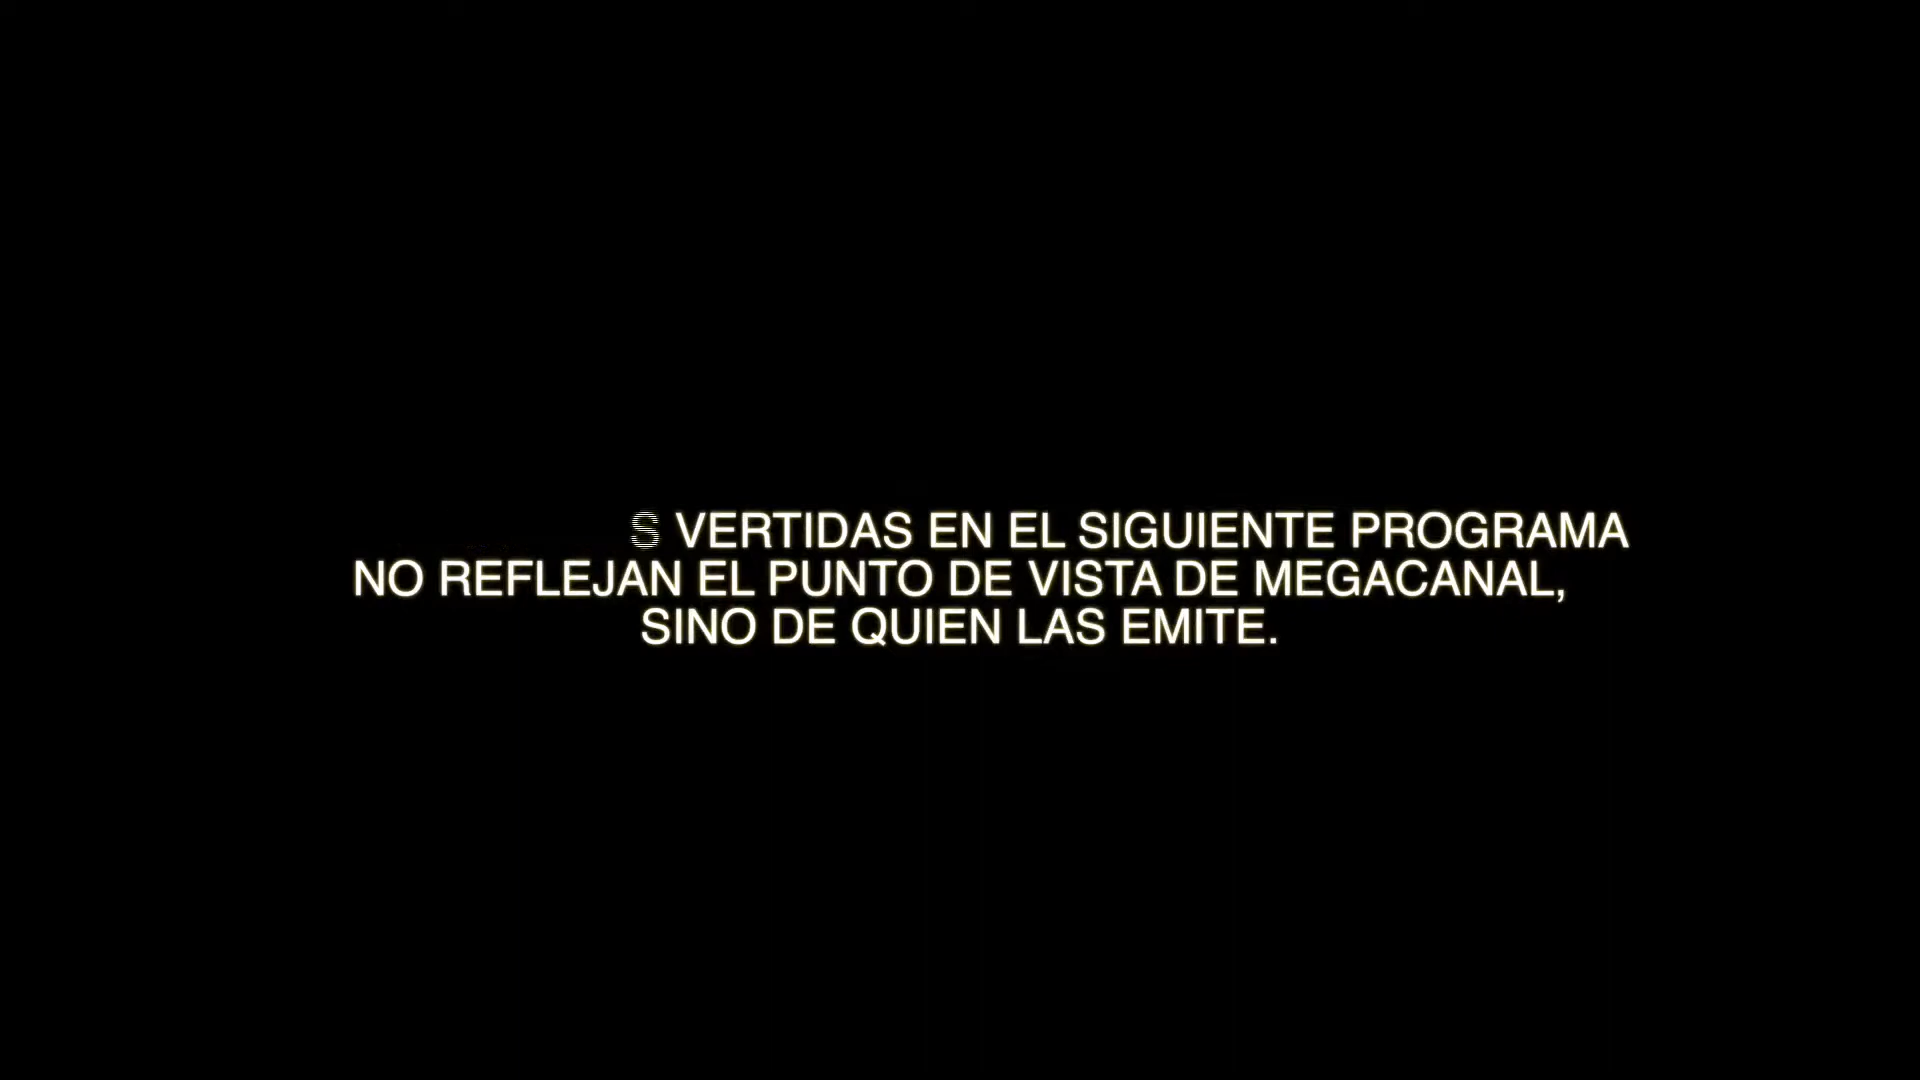 S VERTIDAS EN EL SIGUIENTE PROGRAMA
NO REFLEJAN EL PUNTO DE VISTA DE MEGACANAL,
SINO DE QUIEN LAS EMITE.